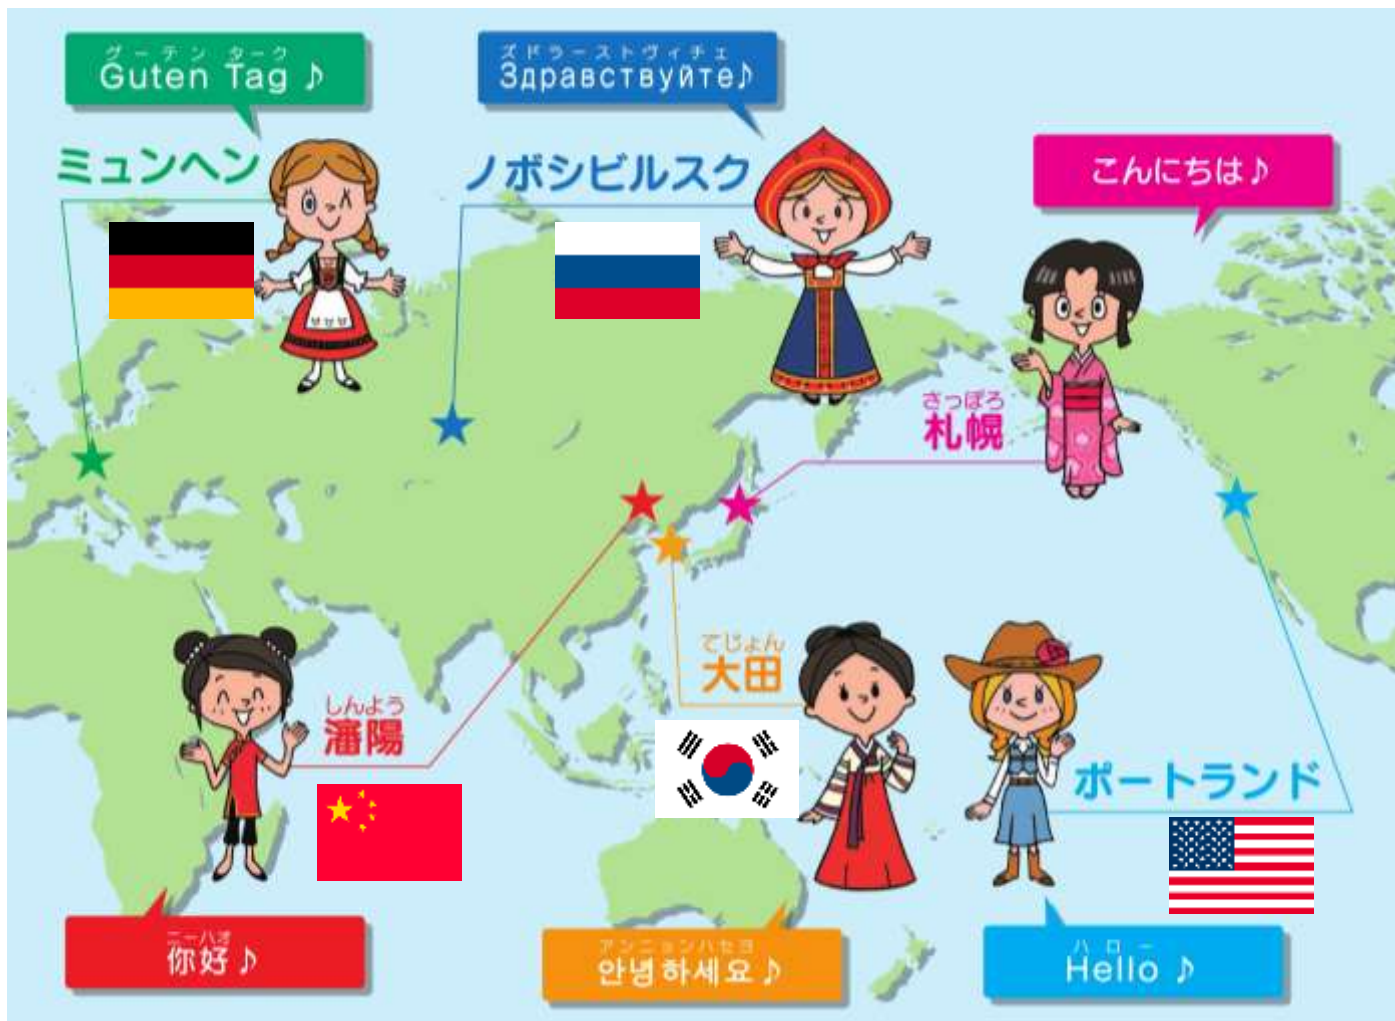 グーテン ターク
Guten Tag ♪
ミュンヘン
ズドラーストヴィチェ
Здравствуйте♪
ノボシビルスク
こんにちは♪
さっぽろ
札幌
てじょん
大田
しんよう
瀋陽
ポートランド
ニーハオ
你好♪
アンニョンハセヨ
안녕하세요♪
ハロー
Hello ♪